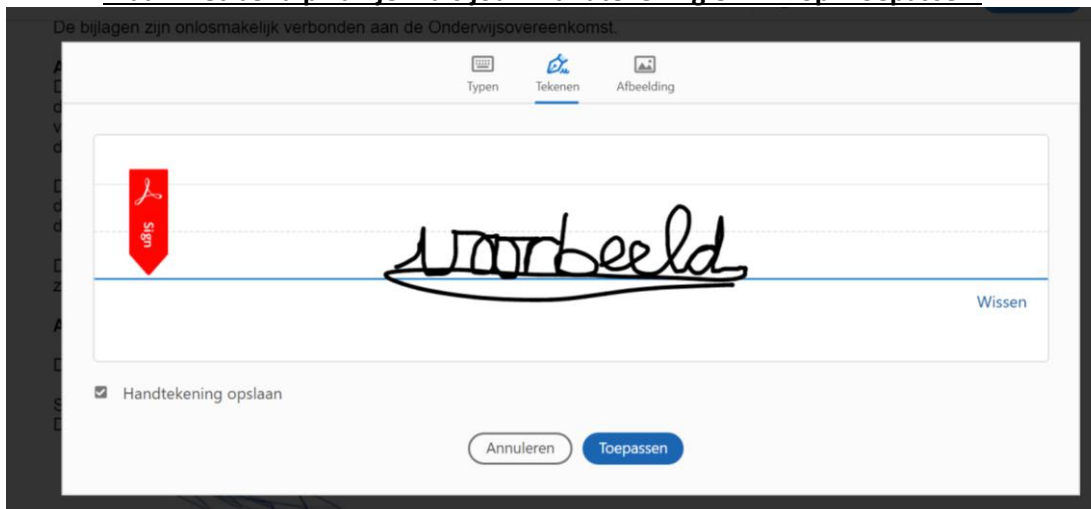 De bijlagen zijn onlosmakelijk verbonden aan de Onderwijsovereenkomst.
Typen
Tekenen
Afbeelding
Sign
voorbeeld
Wissen
Handtekening opslaan
Annuleren
Toepassen